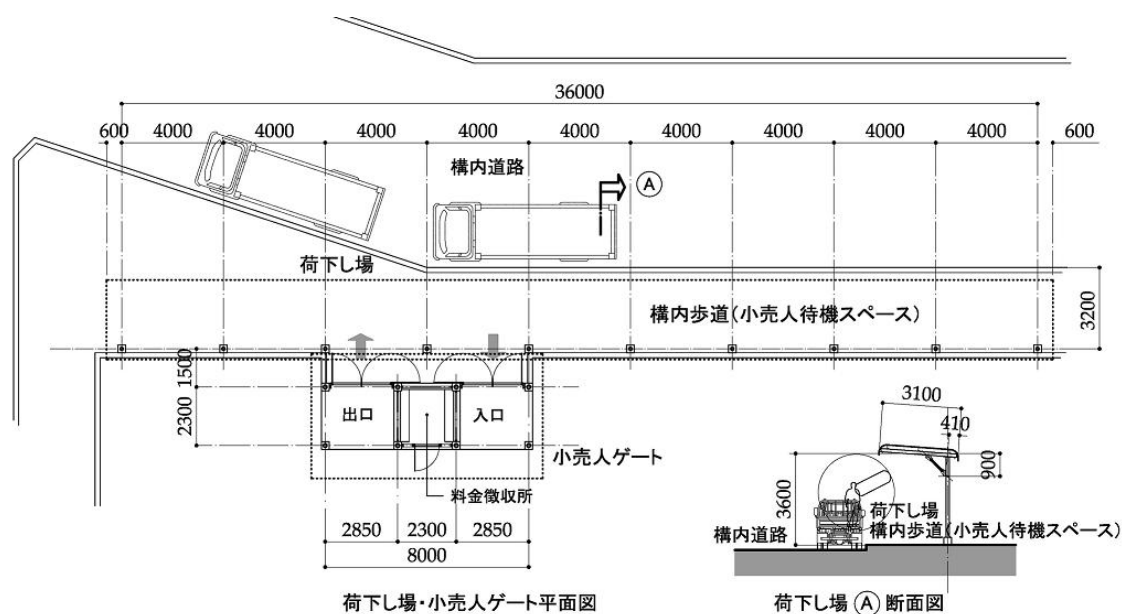 36000
600 4000 4000 4000 4000 4000 4000 4000 4000 4000 600
構内道路
A
荷下し場
構内歩道(小売人待機スペース)
3200
1500
2300
出口
入口
小売人ゲート
料金徴収所
2850 2300 2850
8000
荷下し場・小売人ゲート平面図
3100
410
900
3600
荷下し場
構内道路
構内歩道(小売人待機スペース)
荷下し場 A 断面図